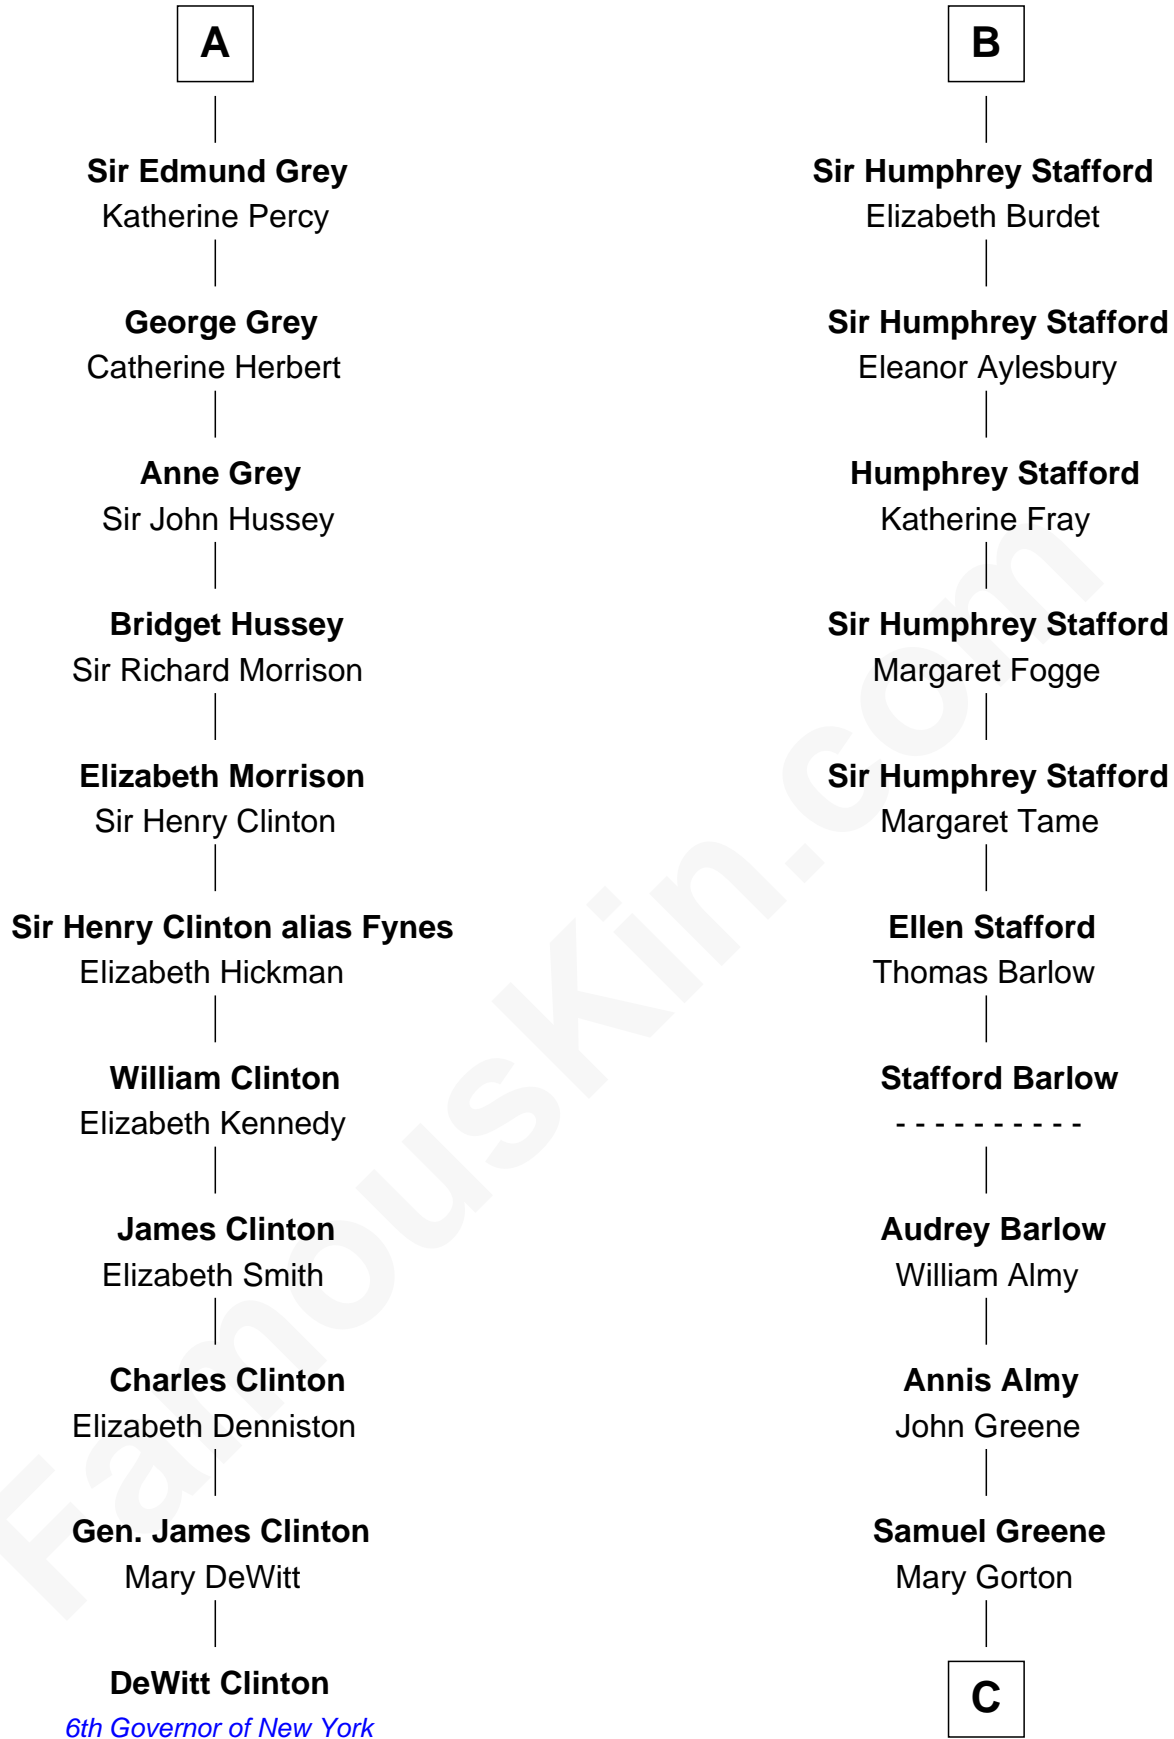 A
Sir Edmund Grey
Katherine Percy
George Grey
Catherine Herbert
Anne Grey
Sir John Hussey
Bridget Hussey
Sir Richard Morrison
Elizabeth Morrison
Sir Henry Clinton
Sir Henry Clinton alias Fynes
Elizabeth Hickman
William Clinton
Elizabeth Kennedy
James Clinton
Elizabeth Smith
Charles Clinton
Elizabeth Denniston
Gen. James Clinton
Mary DeWitt
DeWitt Clinton
6th Governor of New York
B
Sir Humphrey Stafford
Elizabeth Burdet
Sir Humphrey Stafford
Eleanor Aylesbury
Humphrey Stafford
Katherine Fray
Sir Humphrey Stafford
Margaret Fogge
Sir Humphrey Stafford
Margaret Tame
Ellen Stafford
Thomas Barlow
Stafford Barlow
- - - - - - - - - -
Audrey Barlow
William Almy
Annis Almy
John Greene
Samuel Greene
Mary Gorton
C
FamousKin.com